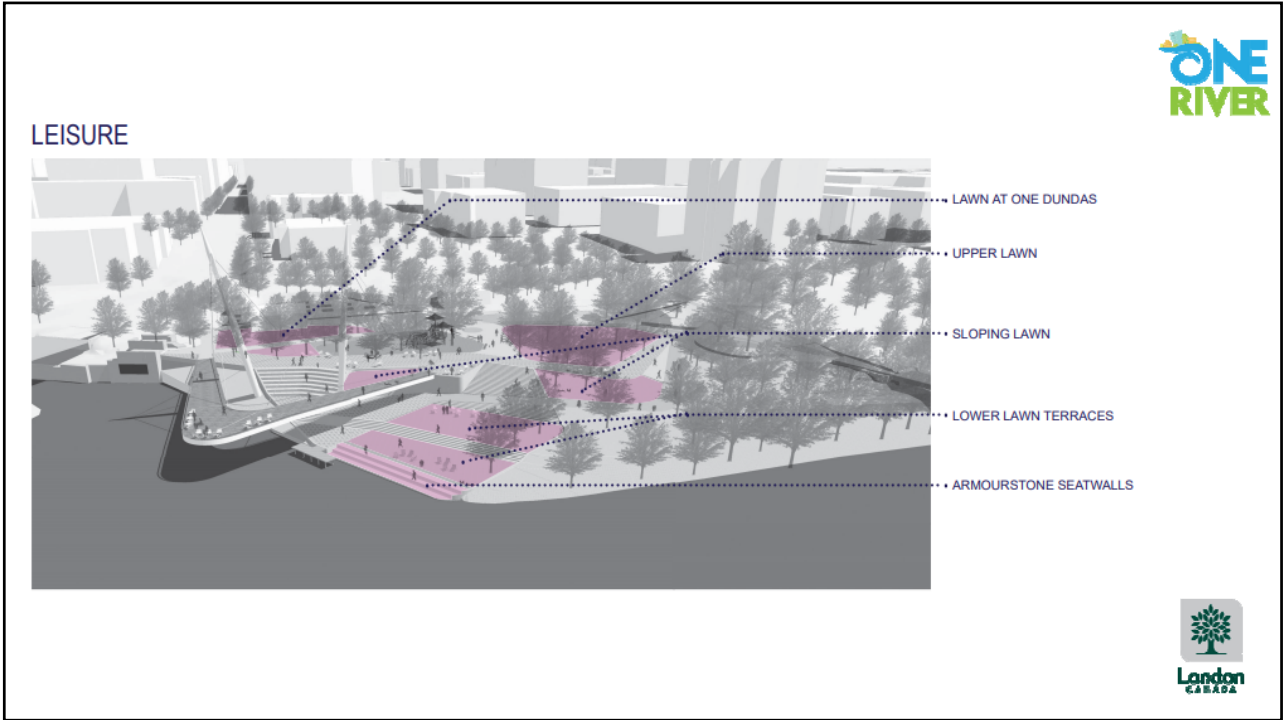 ONE
RIVER
LEISURE
LAWN AT ONE DUNDAS
UPPER LAWN
SLOPING LAWN
LOWER LAWN TERRACES
ARMOURSTONE SEATWALLS
London
CANADA